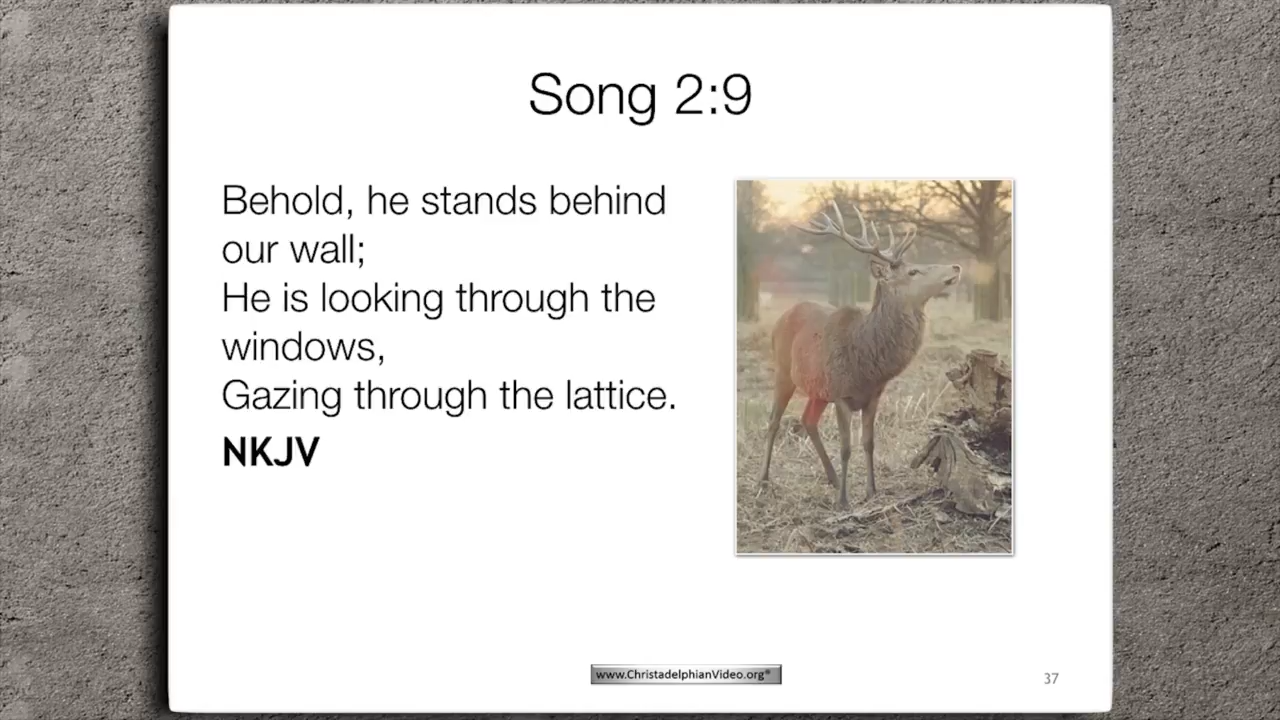 Song 2:9
Behold, he stands behind
our wall;
He is looking through the
windows,
Gazing through the lattice.
NKJV
www.ChristadelphianVideo.org®
37